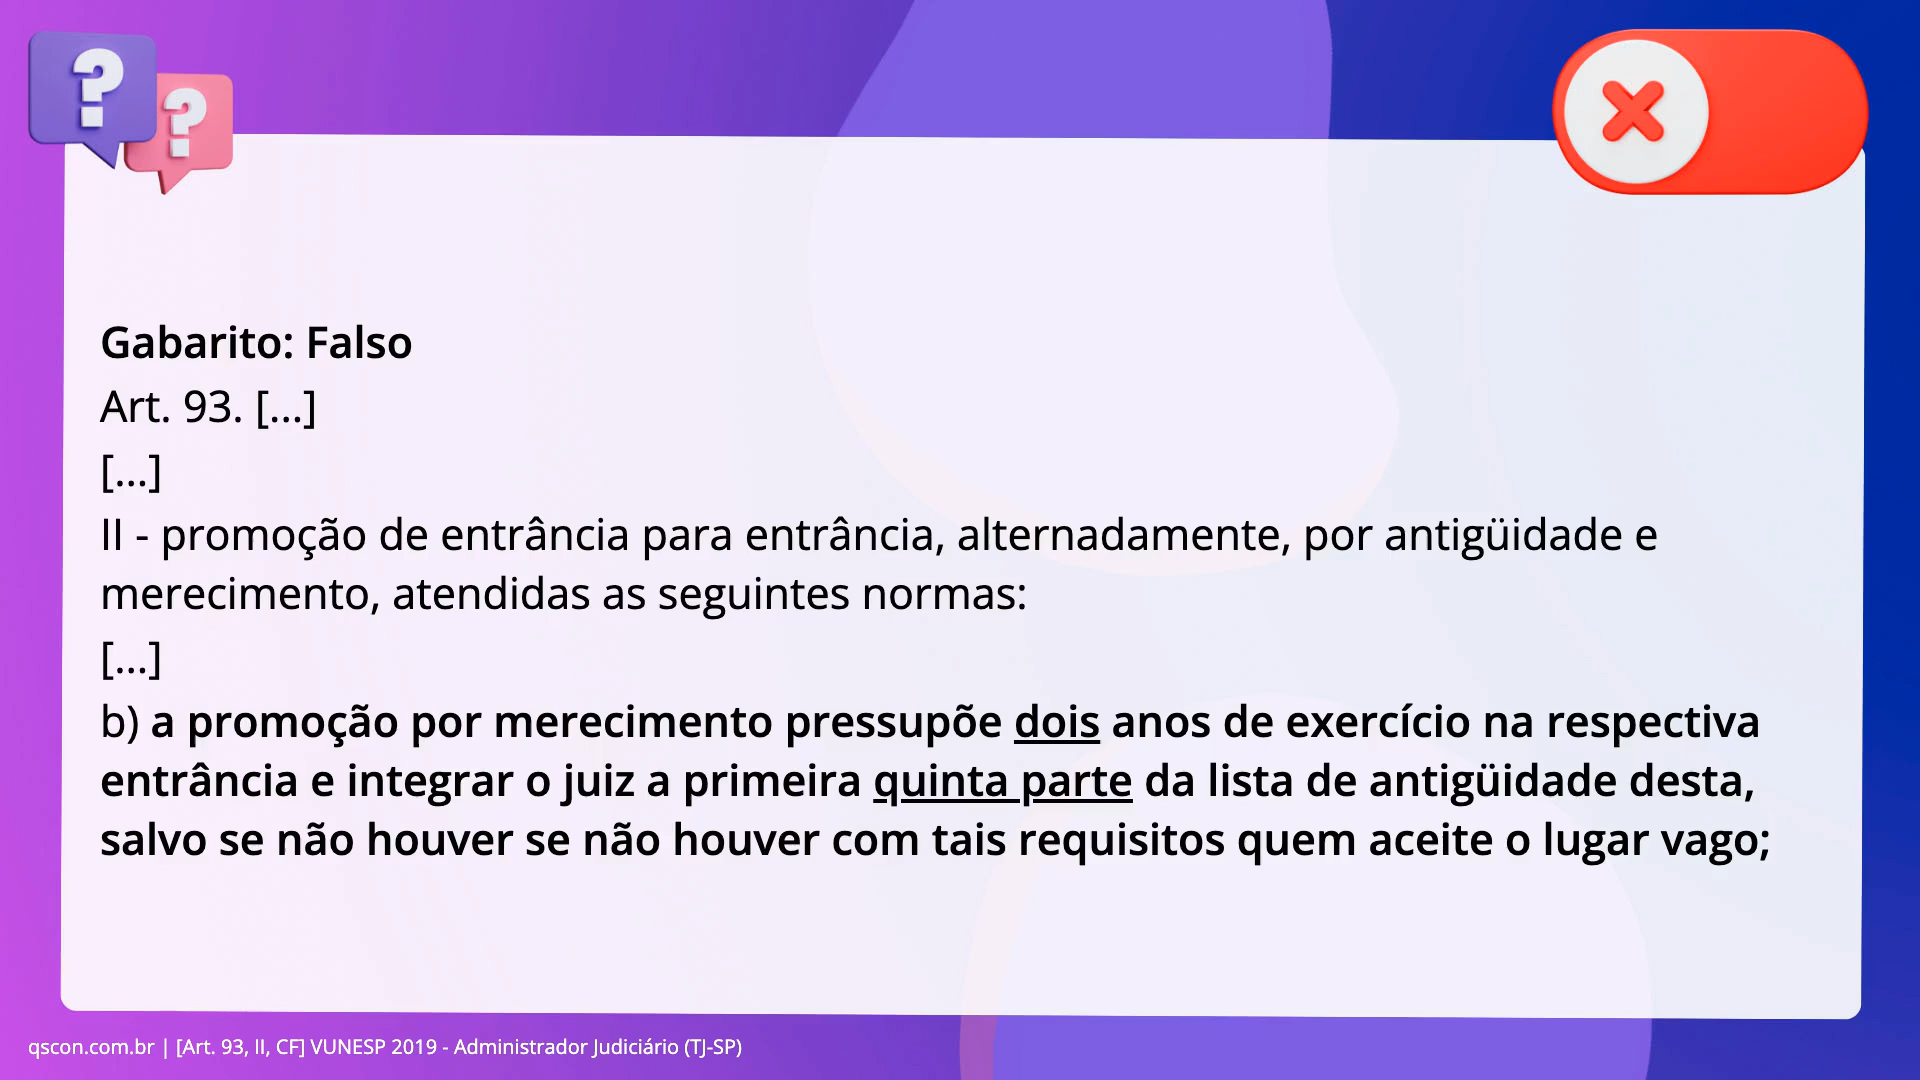 ?
?
Gabarito: Falso
Art. 93. [...]
[...]
II - promoção de entrância para entrância, alternadamente, por antigüidade e
merecimento, atendidas as seguintes normas:
[...]
b) a promoção por merecimento pressupõe dois anos de exercício na respectiva
entrância e integrar o juiz a primeira quinta parte da lista de antigüidade desta,
salvo se não houver se não houver com tais requisitos quem aceite o lugar vago;
qscon.com.br | [Art. 93, II, CF] VUNESP 2019 - Administrador Judiciário (TJ-SP)